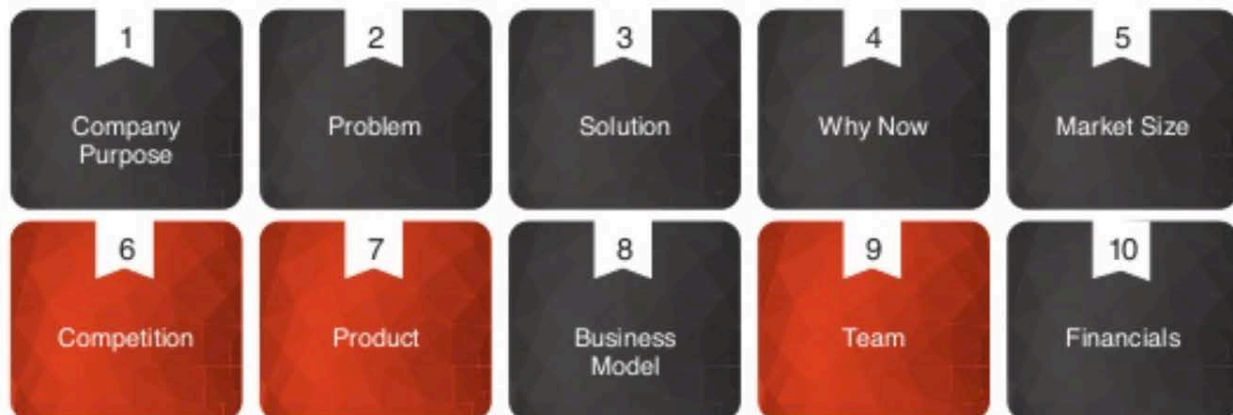 1
Company
Purpose
2
Problem
3
Solution
4
Why Now
5
Market Size
6
Competition
7
Product
8
Business
Model
9
Team
10
Financials